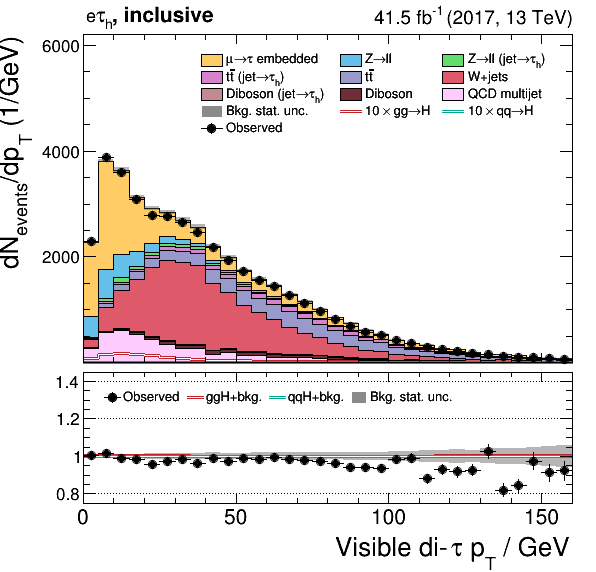 eτh, inclusive
41.5 fb-1 (2017, 13 TeV)
dNevents/dpT (1/GeV)
6000
4000
2000
μ→τ embedded
Z→ll
Z→ll (jet→τh)
tt̄ (jet→τh)
tt̄
W+jets
Diboson (jet→τh)
Diboson
QCD multijet
Bkg. stat. unc.
10 × gg→H
10 × qq→H
Observed
1.4
1.2
1
0.8
Observed
ggH+bkg.
qqH+bkg.
Bkg. stat. unc.
0
50
100
150
Visible di-τ pT / GeV